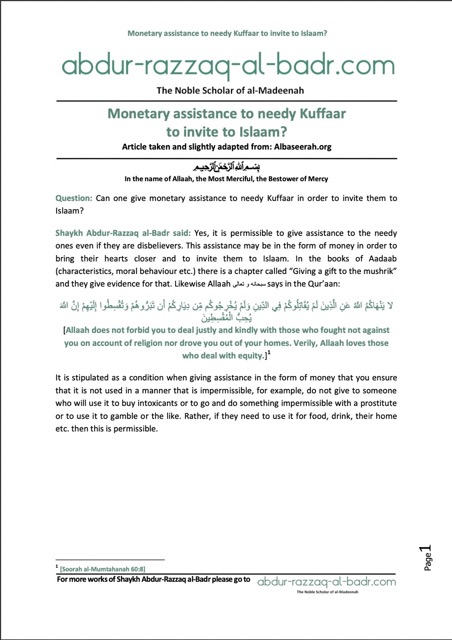 Monetary assistance to needy Kuffaar to invite to Islaam?
abdur-razzaq-al-badr.com
The Noble Scholar of al-Madeenah
Monetary assistance to needy Kuffaar
to invite to Islaam?
Article taken and slightly adapted from: Albaseerah.org
بسم الله الرحمن الرحيم
In the name of Allaah, the Most Merciful, the Bestower of Mercy
Question: Can one give monetary assistance to needy Kuffaar in order to invite them to
Islaam?
Shaykh Abdur-Razzaq al-Badr said: Yes, it is permissible to give assistance to the needy
ones even if they are disbelievers. This assistance may be in the form of money in order to
bring their hearts closer and to invite them to Islaam. In the books of Aadaab
(characteristics, moral behaviour etc.) there is a chapter called “Giving a gift to the mushrik”
and they give evidence for that. Likewise Allaah سبحانه و تعالى says in the Qur’aan:
لَا يَنْهَاكُمُ اللَّهُ عَنِ الَّذِينَ لَمْ يُقَاتِلُوكُمْ فِي الدِّينِ وَلَمْ يُخْرِجُوكُم مِّن دِيَارِكُمْ أَن تَبَرُّوهُمْ وَتُقْسِطُوا إِلَيْهِمْ إِنَّ اللَّهَ
يُحِبُّ الْمُقْسِطِينَ
[Allaah does not forbid you to deal justly and kindly with those who fought not against
you on account of religion nor drove you out of your homes. Verily, Allaah loves those
who deal with equity.]1
It is stipulated as a condition when giving assistance in the form of money that you ensure
that it is not used in a manner that is impermissible, for example, do not give to someone
who will use it to buy intoxicants or to go and do something impermissible with a prostitute
or to use it to gamble or the like. Rather, if they need to use it for food, drink, their home
etc. then this is permissible.
1 [Soorah al-Mumtahanah 60:8]
For more works of Shaykh Abdur-Razzaq al-Badr please go to abdur-razzaq-al-badr.com
The Noble Scholar of al-Madeenah
Page1